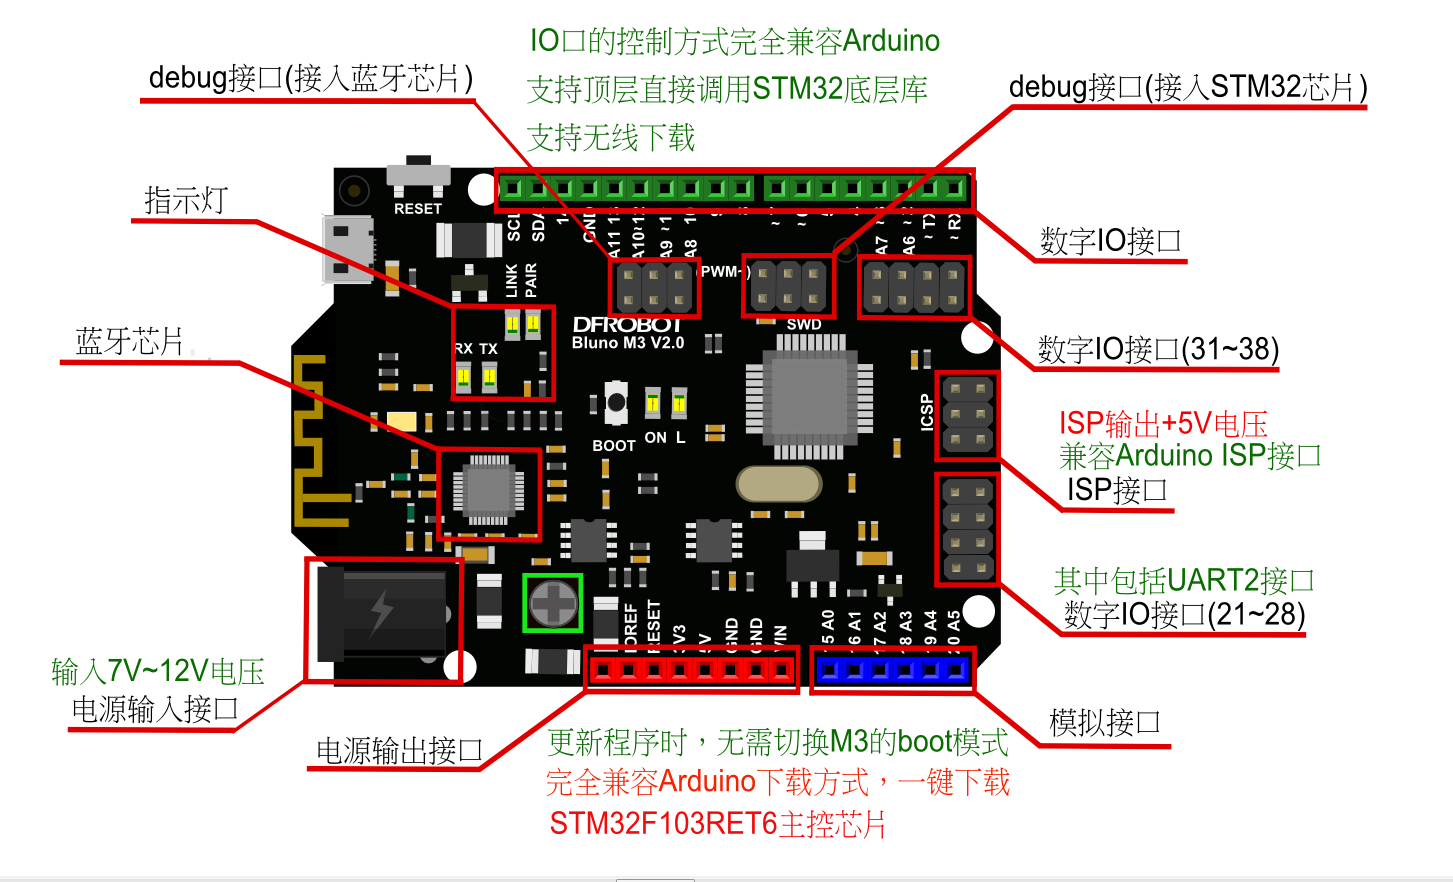 IO口的控制方式完全兼容Arduino
debug接口(接入蓝牙芯片)
支持顶层直接调用STM32底层库
debug接口(接入STM32芯片)
支持无线下载
指示灯
RESET
SCL
SDA
GND
A11
A10
A9
A8
A7
A6
~ TX
~ RX
数字IO接口
LINK
PAIR
(PWM~)
SWD
DFROBOT
Bluno M3 V2.0
蓝牙芯片
RX TX
数字IO接口(31~38)
ICSP
BOOT
ON L
ISP输出+5V电压
兼容Arduino ISP接口
ISP接口
其中包括UART2接口
数字IO接口(21~28)
IOREF
RESET
3V3
5V
GND
GND
VIN
A0
A1
17 A2
18 A3
A4
A5
输入7V~12V电压
电源输入接口
模拟接口
电源输出接口
更新程序时，无需切换M3的boot模式
完全兼容Arduino下载方式，一键下载
STM32F103RET6主控芯片